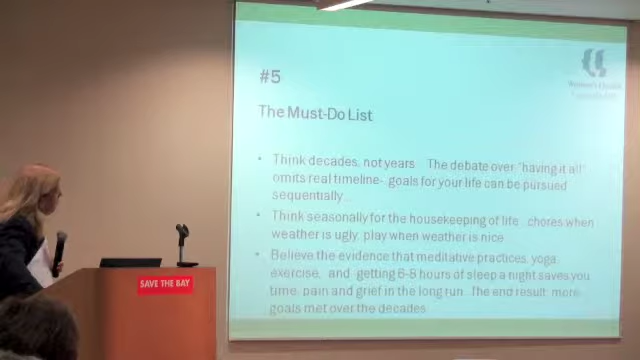 #5
The Must-Do List
• Think decades, not years. The debate over "having it all"
omits real timeline- goals for your life can be pursued
sequentially.
• Think seasonally for the housekeeping of life. chores when
weather is ugly, play when weather is nice
• Believe the evidence that meditative practices, yoga,
exercise, and getting 6-8 hours of sleep a night saves you
time, pain and grief in the long run. The end result: more
goals met over the decades
Women's
SAVE THE BAY